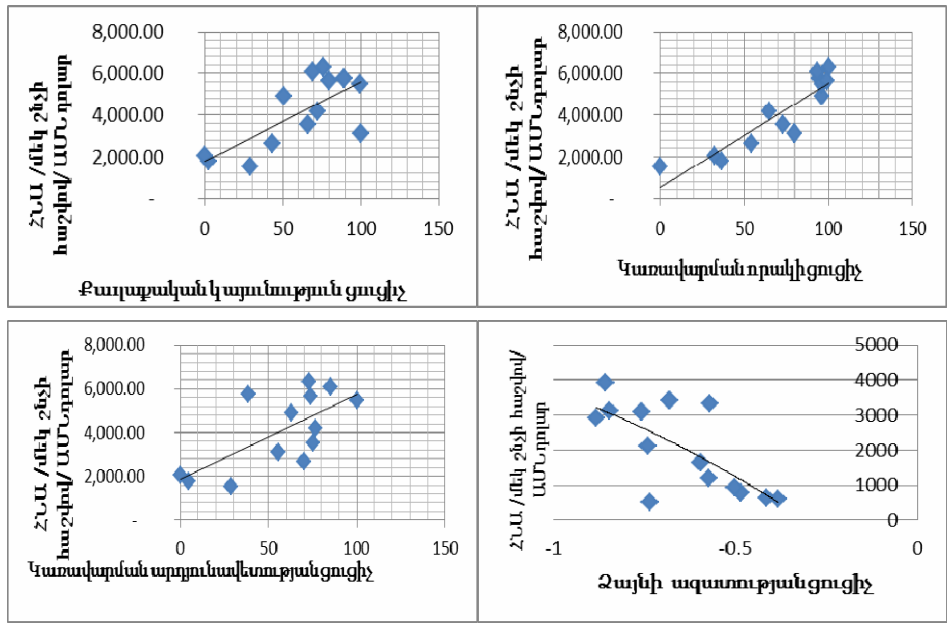 8,000.00
6,000.00
4,000.00
2,000.00
-
0 50 100 150
ՀՆԱ /մեկ շնչի
հաշվով/ ԱՄՆ դոլար
Քաղաքական կայունություն ցուցիչ
8,000.00
6,000.00
4,000.00
2,000.00
-
0 50 100 150
ՀՆԱ /մեկ շնչի
հաշվով/ ԱՄՆ դոլար
Կառավարման որակի ցուցիչ
8,000.00
6,000.00
4,000.00
2,000.00
-
0 50 100 150
ՀՆԱ /մեկ շնչի
հաշվով/ ԱՄՆ դոլար
Կառավարման արդյունավետության ցուցիչ
5000
4000
3000
2000
1000
0
-1 -0.5 0
ՀՆԱ /մեկ շնչի հաշվով/
ԱՄՆ դոլար
Ձայնի ազատության ցուցիչ